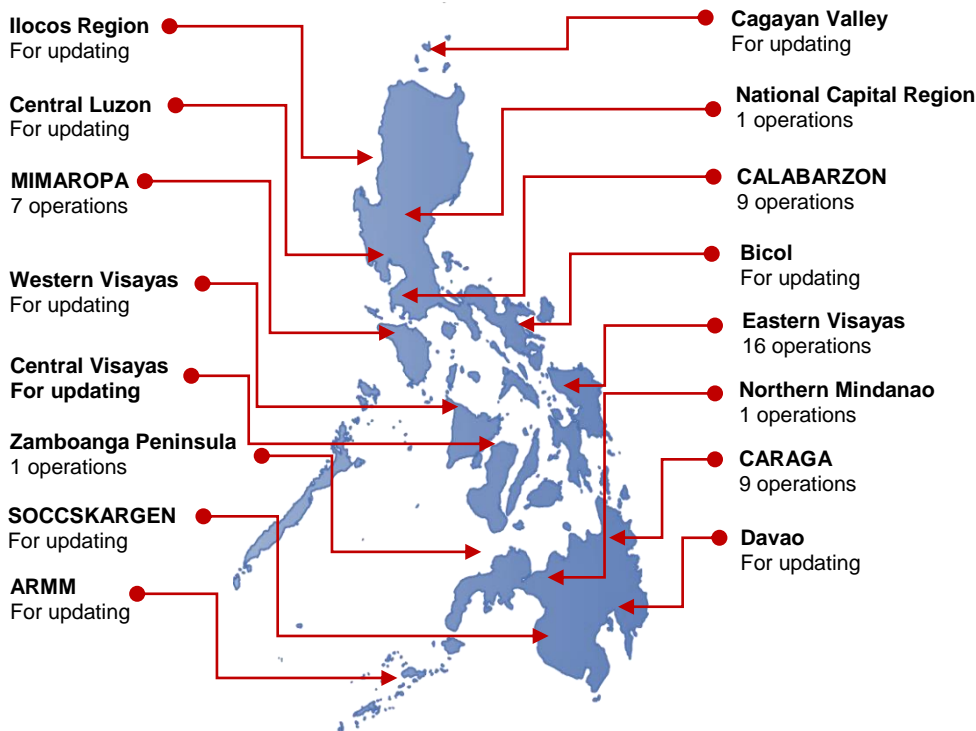 Ilocos Region
For updating
Central Luzon
For updating
MIMAROPA
7 operations
Western Visayas
For updating
Central Visayas
For updating
Zamboanga Peninsula
1 operations
SOCCSKARGEN
For updating
ARMM
For updating
Cagayan Valley
For updating
National Capital Region
1 operations
CALABARZON
9 operations
Bicol
For updating
Eastern Visayas
16 operations
Northern Mindanao
1 operations
CARAGA
9 operations
Davao
For updating